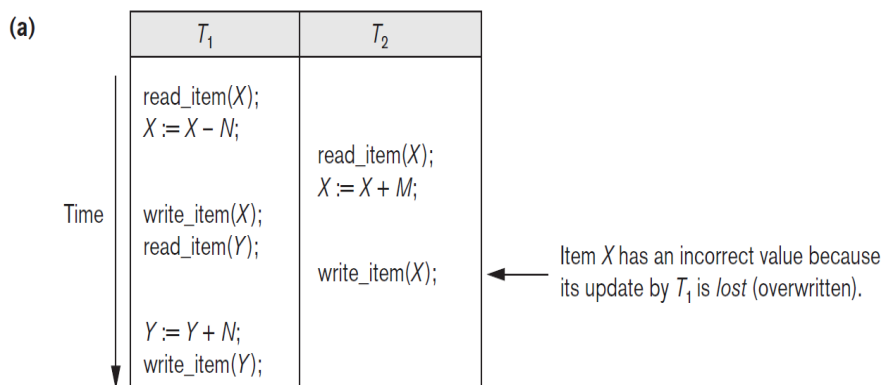 (a)
T₁ T₂
read_item(X);
X := X – N;
read_item(X);
X := X + M;
Time
write_item(X);
read_item(Y);
write_item(X);
Item X has an incorrect value because
its update by T₁ is lost (overwritten).
Y := Y + N;
write_item(Y);